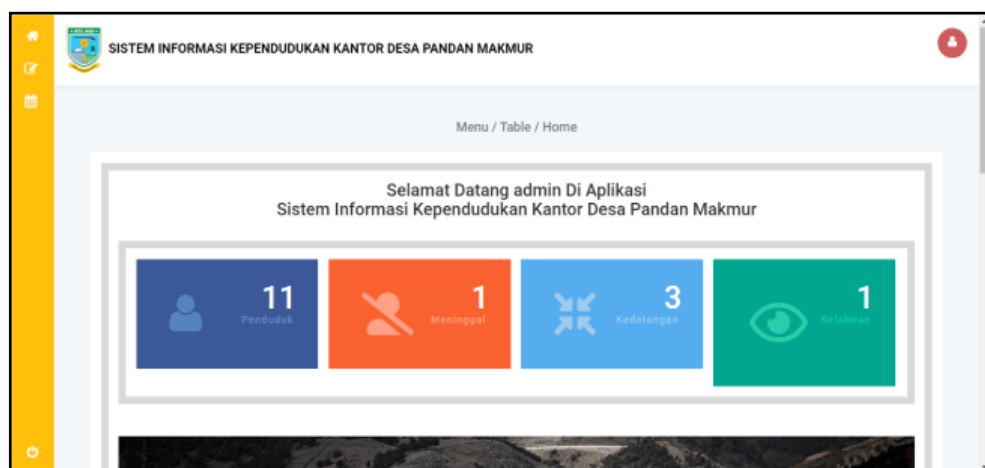 SISTEM INFORMASI KEPENDUDUKAN KANTOR DESA PANDAN MAKMUR
Menu / Table / Home
Selamat Datang admin Di Aplikasi
Sistem Informasi Kependudukan Kantor Desa Pandan Makmur
11
Penduduk
1
Meninggal
3
Kedatangan
1
Kelahiran